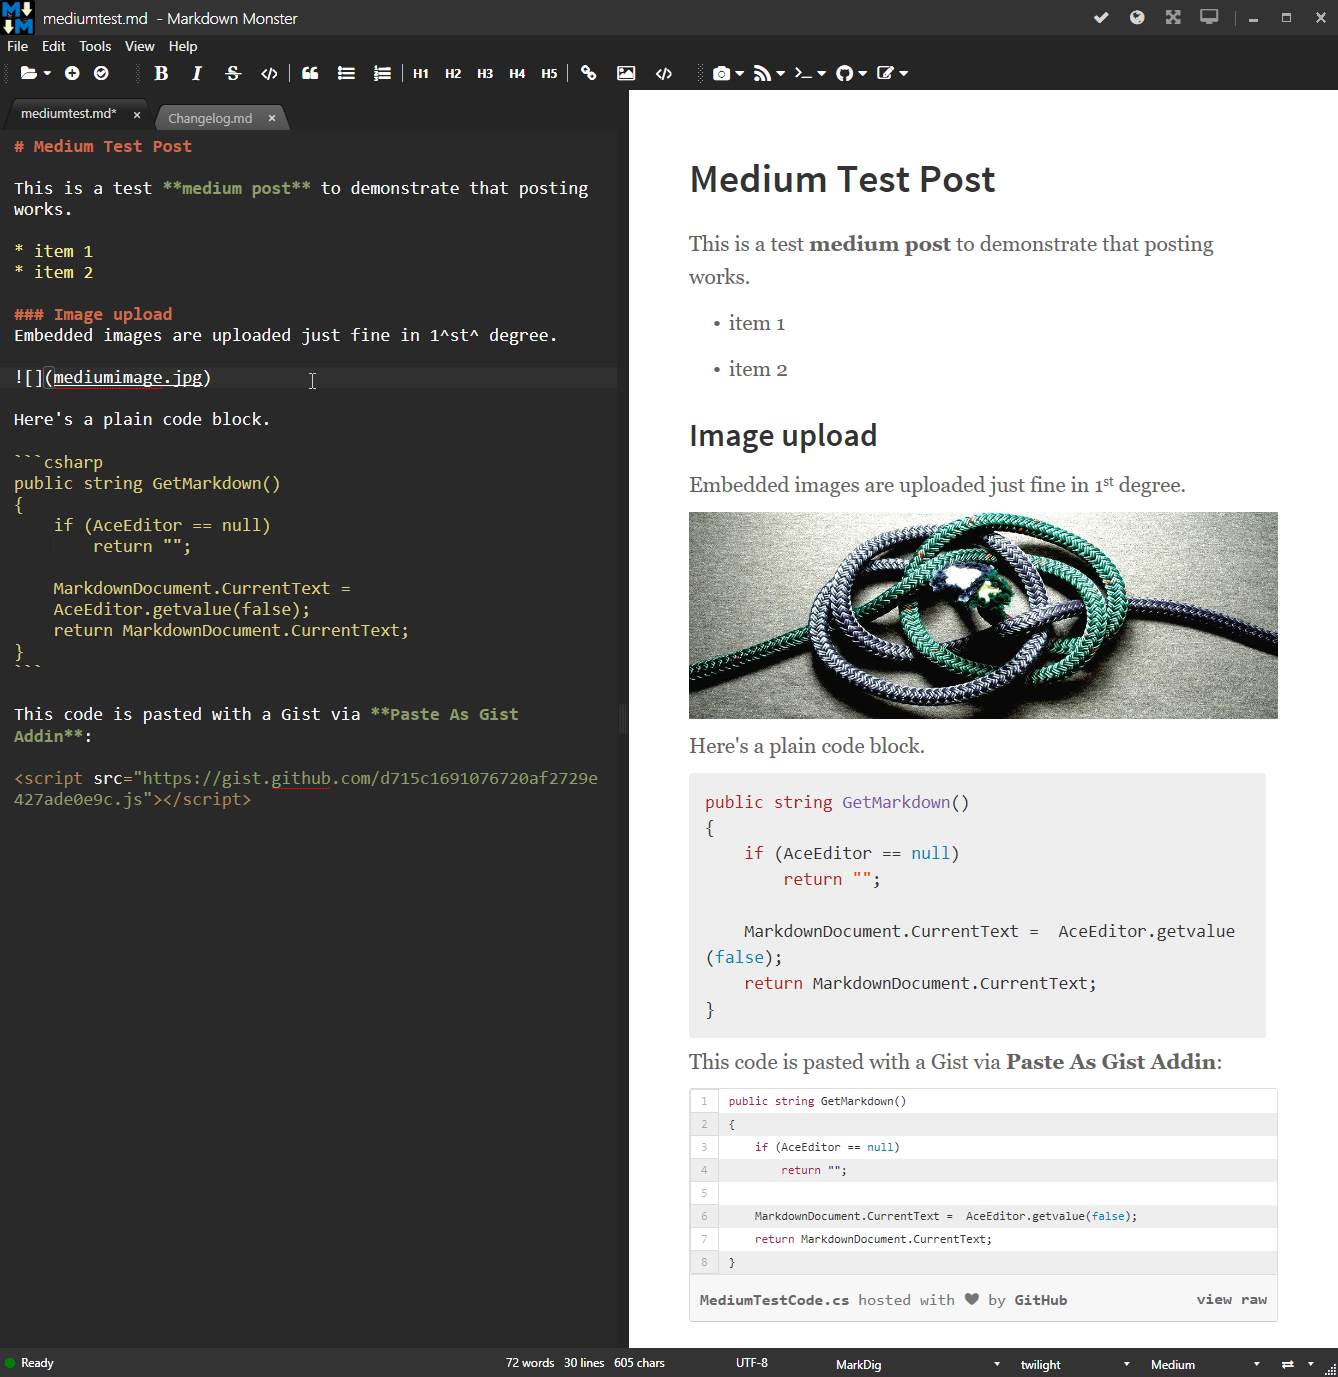 mediumtest.md - Markdown Monster
File Edit Tools View Help
B I S </> H1 H2 H3 H4 H5 </>
mediumtest.md* × Changelog.md ×
# Medium Test Post
This is a test **medium post** to demonstrate that posting
works.
* item 1
* item 2
### Image upload
Embedded images are uploaded just fine in 1^st^ degree.
![](mediumimage.jpg)
Here's a plain code block.
```csharp
public string GetMarkdown()
{
    if (AceEditor == null)
        return "";
    MarkdownDocument.CurrentText =
    AceEditor.getvalue(false);
    return MarkdownDocument.CurrentText;
}
```
This code is pasted with a Gist via **Paste As Gist
Addin**:
<script src="https://gist.github.com/d715c1691076720af2729e
427ade0e9c.js"></script>
Medium Test Post
This is a test medium post to demonstrate that posting
works.
• item 1
• item 2
Image upload
Embedded images are uploaded just fine in 1st degree.
Here's a plain code block.
public string GetMarkdown()
{
    if (AceEditor == null)
        return "";
    MarkdownDocument.CurrentText =  AceEditor.getvalue
(false);
    return MarkdownDocument.CurrentText;
}
This code is pasted with a Gist via Paste As Gist Addin:
1 public string GetMarkdown()
2 {
3     if (AceEditor == null)
4         return "";
5
6     MarkdownDocument.CurrentText =  AceEditor.getvalue(false);
7     return MarkdownDocument.CurrentText;
8 }
MediumTestCode.cs hosted with ❤ by GitHub view raw
Ready 72 words 30 lines 605 chars UTF-8 MarkDig twilight Medium